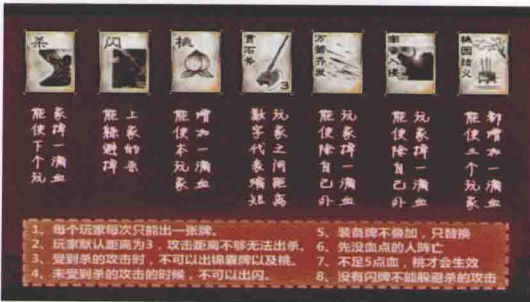 杀
闪
桃
贯石斧
3
万箭齐发
南蛮入侵
桃园结义
能使下个玩
家掉一滴血
能躲避掉
上家的杀
能使本玩家
增加一滴血
数字代表缩短
玩家之间距离
能使除自己外
玩家掉一滴血
能使除自己外
玩家掉一滴血
能使三个玩家
都增加一滴血
1、每个玩家每次只能出一张牌。
2、玩家默认距离为3，攻击距离不够无法出杀。
3、受到杀的攻击时，不可以出锦囊牌以及桃。
4、未受到杀的攻击的时候，不可以出闪。
5、装备牌不叠加，只替换
6、先没血点的人阵亡
7、不足5点血，桃才会生效
8、没有闪牌不能躲避杀的攻击